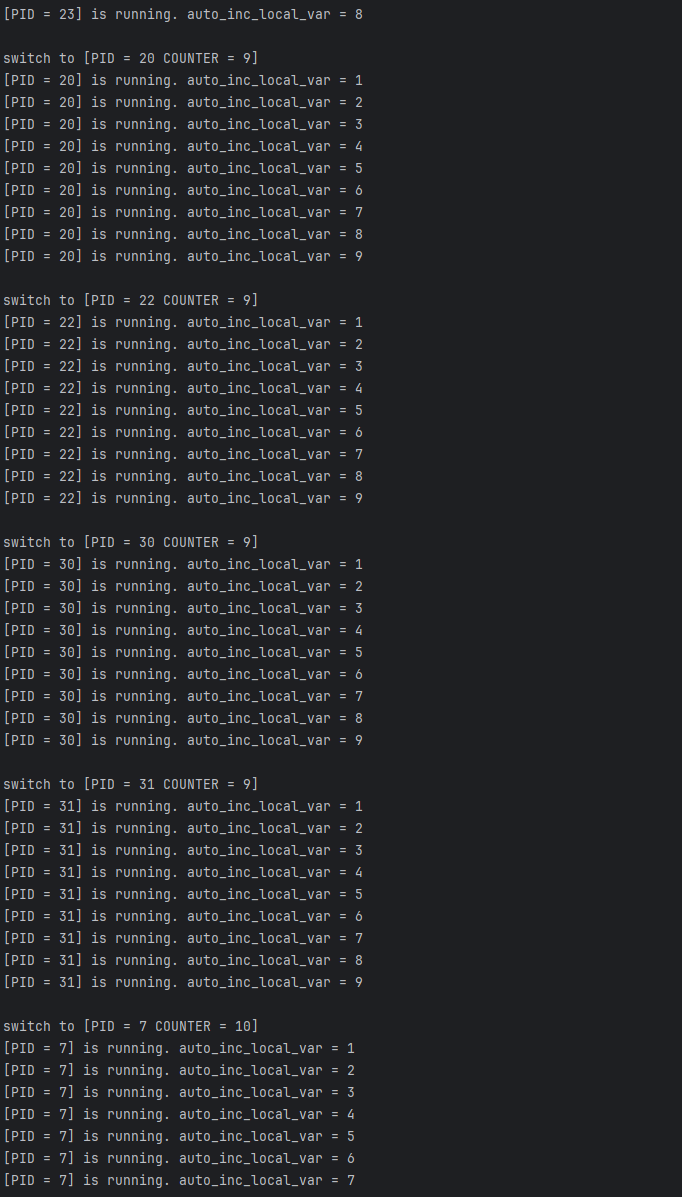 [PID = 23] is running. auto_inc_local_var = 8
switch to [PID = 20 COUNTER = 9]
[PID = 20] is running. auto_inc_local_var = 1
[PID = 20] is running. auto_inc_local_var = 2
[PID = 20] is running. auto_inc_local_var = 3
[PID = 20] is running. auto_inc_local_var = 4
[PID = 20] is running. auto_inc_local_var = 5
[PID = 20] is running. auto_inc_local_var = 6
[PID = 20] is running. auto_inc_local_var = 7
[PID = 20] is running. auto_inc_local_var = 8
[PID = 20] is running. auto_inc_local_var = 9
switch to [PID = 22 COUNTER = 9]
[PID = 22] is running. auto_inc_local_var = 1
[PID = 22] is running. auto_inc_local_var = 2
[PID = 22] is running. auto_inc_local_var = 3
[PID = 22] is running. auto_inc_local_var = 4
[PID = 22] is running. auto_inc_local_var = 5
[PID = 22] is running. auto_inc_local_var = 6
[PID = 22] is running. auto_inc_local_var = 7
[PID = 22] is running. auto_inc_local_var = 8
[PID = 22] is running. auto_inc_local_var = 9
switch to [PID = 30 COUNTER = 9]
[PID = 30] is running. auto_inc_local_var = 1
[PID = 30] is running. auto_inc_local_var = 2
[PID = 30] is running. auto_inc_local_var = 3
[PID = 30] is running. auto_inc_local_var = 4
[PID = 30] is running. auto_inc_local_var = 5
[PID = 30] is running. auto_inc_local_var = 6
[PID = 30] is running. auto_inc_local_var = 7
[PID = 30] is running. auto_inc_local_var = 8
[PID = 30] is running. auto_inc_local_var = 9
switch to [PID = 31 COUNTER = 9]
[PID = 31] is running. auto_inc_local_var = 1
[PID = 31] is running. auto_inc_local_var = 2
[PID = 31] is running. auto_inc_local_var = 3
[PID = 31] is running. auto_inc_local_var = 4
[PID = 31] is running. auto_inc_local_var = 5
[PID = 31] is running. auto_inc_local_var = 6
[PID = 31] is running. auto_inc_local_var = 7
[PID = 31] is running. auto_inc_local_var = 8
[PID = 31] is running. auto_inc_local_var = 9
switch to [PID = 7 COUNTER = 10]
[PID = 7] is running. auto_inc_local_var = 1
[PID = 7] is running. auto_inc_local_var = 2
[PID = 7] is running. auto_inc_local_var = 3
[PID = 7] is running. auto_inc_local_var = 4
[PID = 7] is running. auto_inc_local_var = 5
[PID = 7] is running. auto_inc_local_var = 6
[PID = 7] is running. auto_inc_local_var = 7